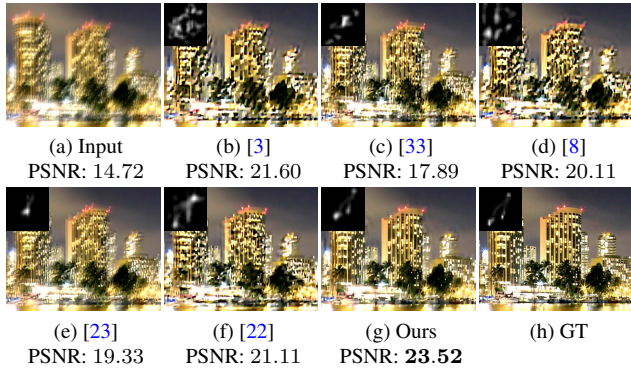 (a) Input (b) [3] (c) [33] (d) [8]
PSNR: 14.72 PSNR: 21.60 PSNR: 17.89 PSNR: 20.11
(e) [23] (f) [22] (g) Ours (h) GT
PSNR: 19.33 PSNR: 21.11 PSNR: 23.52